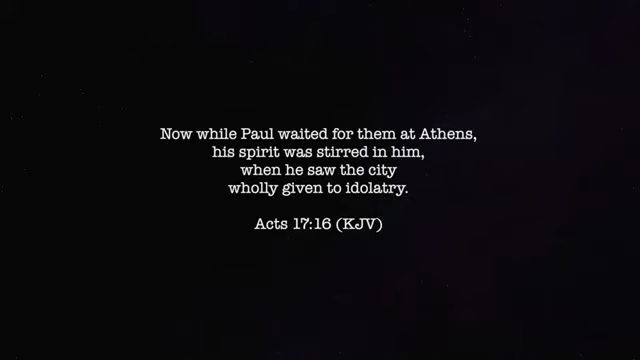 Now while Paul waited for them at Athens,
his spirit was stirred in him,
when he saw the city
wholly given to idolatry.
Acts 17:16 (KJV)